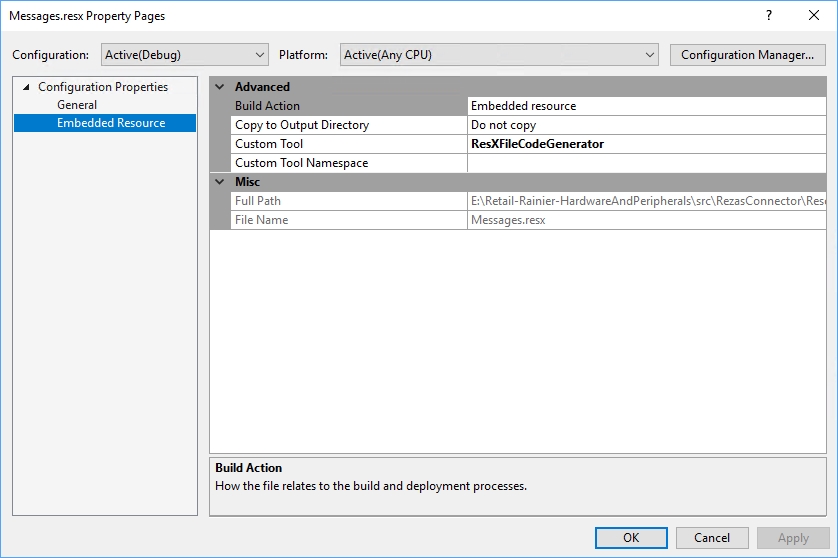 Messages.resx Property Pages
?
Configuration: Active(Debug) Platform: Active(Any CPU) Configuration Manager...
Configuration Properties
General
Embedded Resource
Advanced
Build Action Embedded resource
Copy to Output Directory Do not copy
Custom Tool ResXFileCodeGenerator
Custom Tool Namespace
Misc
Full Path E:\Retail-Rainier-HardwareAndPeripherals\src\RezasConnector\Res
File Name Messages.resx
Build Action
How the file relates to the build and deployment processes.
OK Cancel Apply